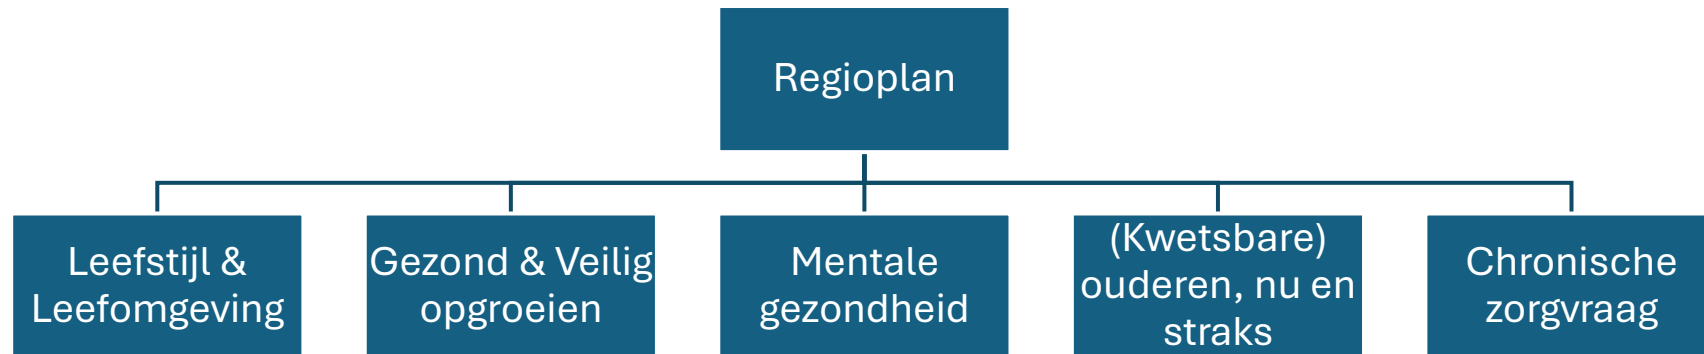 Regioplan
Leefstijl &
Leefomgeving
Gezond & Veilig
opgroeien
Mentale
gezondheid
(Kwetsbare)
ouderen, nu en
straks
Chronische
zorgvraag